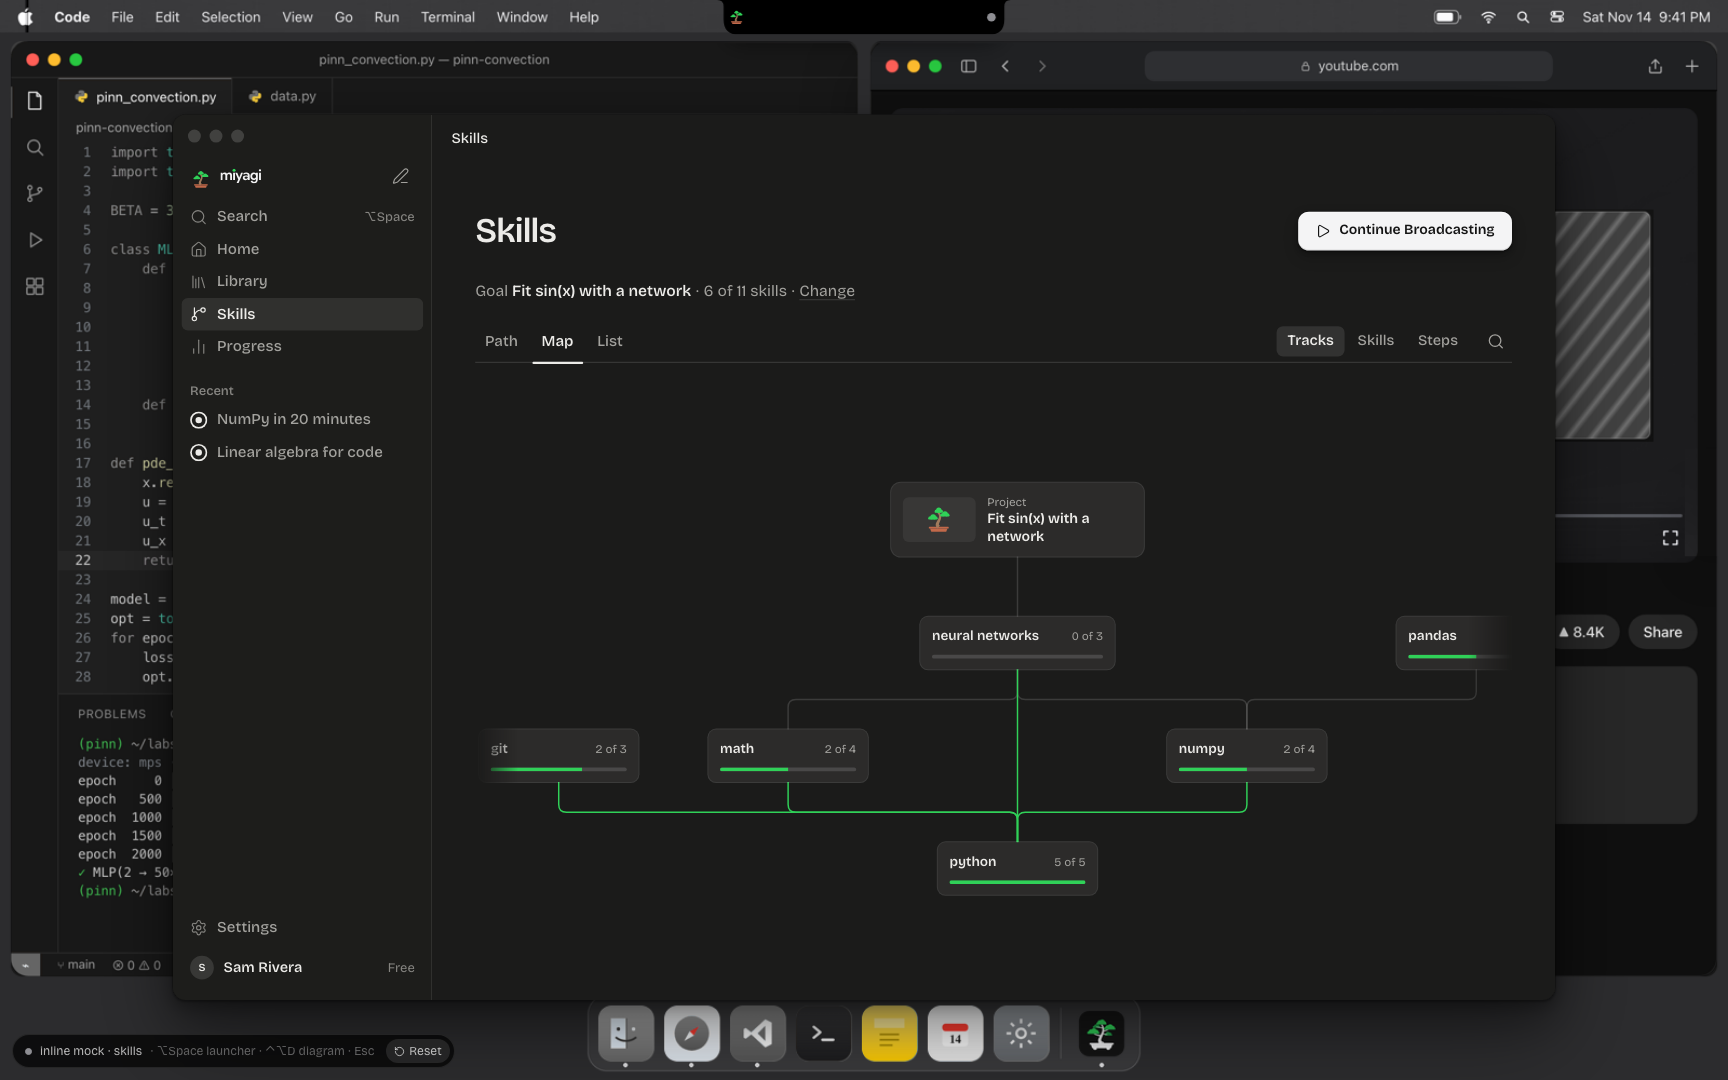 Code File Edit Selection View Go Run Terminal Window Help
Sat Nov 14 9:41 PM
pinn_convection.py — pinn-convection
pinn_convection.py
data.py
pinn-convection
1 import t
2 import t
3
4 BETA = 3
5
6 class ML
7 def
8
9
10
11
12
13
14 def
15
16
17 def pde_
18 x.re
19 u =
20 u_t
21 u_x
22 retu
23
24 model =
25 opt = to
26 for epoc
27 loss
28 opt.
PROBLEMS
(pinn) ~/labs
device: mps
epoch 0
epoch 500
epoch 1000
epoch 1500
epoch 2000
✓ MLP(2 → 50
(pinn) ~/labs
main 0 0
youtube.com
8.4K
Share
miyagi
Search ⌥Space
Home
Library
Skills
Progress
Recent
NumPy in 20 minutes
Linear algebra for code
Settings
S Sam Rivera Free
Skills
Skills
Continue Broadcasting
Goal Fit sin(x) with a network · 6 of 11 skills · Change
Path Map List
Tracks Skills Steps
Project
Fit sin(x) with a
network
neural networks 0 of 3
pandas
git 2 of 3
math 2 of 4
numpy 2 of 4
python 5 of 5
14
inline mock · skills · ⌥Space launcher · ^⌥D diagram · Esc
Reset